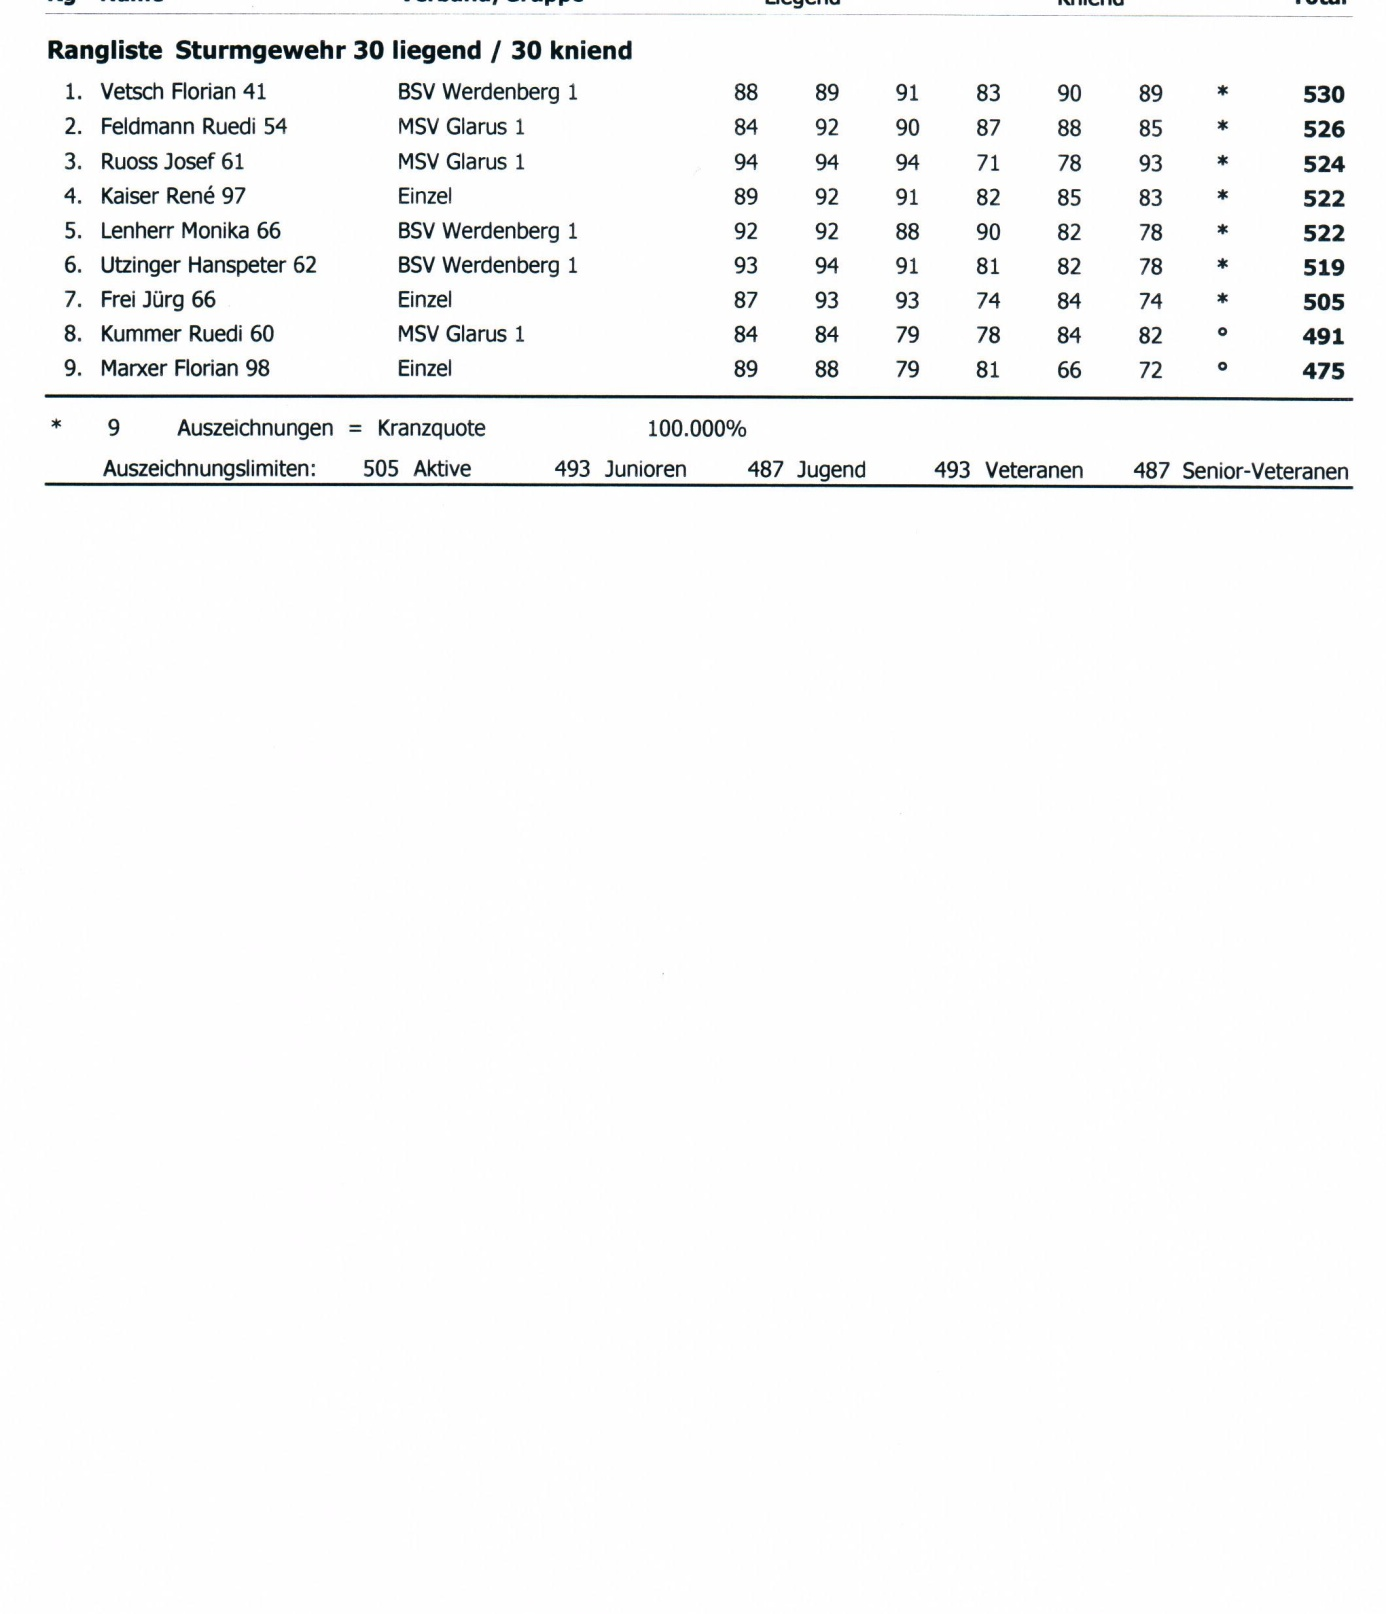 Rg Name Verband/Gruppe Liegend Kniend Total
Rangliste Sturmgewehr 30 liegend / 30 kniend
1. Vetsch Florian 41 BSV Werdenberg 1 88 89 91 83 90 89 * 530
2. Feldmann Ruedi 54 MSV Glarus 1 84 92 90 87 88 85 * 526
3. Ruoss Josef 61 MSV Glarus 1 94 94 94 71 78 93 * 524
4. Kaiser René 97 Einzel 89 92 91 82 85 83 * 522
5. Lenherr Monika 66 BSV Werdenberg 1 92 92 88 90 82 78 * 522
6. Utzinger Hanspeter 62 BSV Werdenberg 1 93 94 91 81 82 78 * 519
7. Frei Jürg 66 Einzel 87 93 93 74 84 74 * 505
8. Kummer Ruedi 60 MSV Glarus 1 84 84 79 78 84 82 ° 491
9. Marxer Florian 98 Einzel 89 88 79 81 66 72 ° 475
* 9 Auszeichnungen = Kranzquote 100.000%
Auszeichnungslimiten: 505 Aktive 493 Junioren 487 Jugend 493 Veteranen 487 Senior-Veteranen